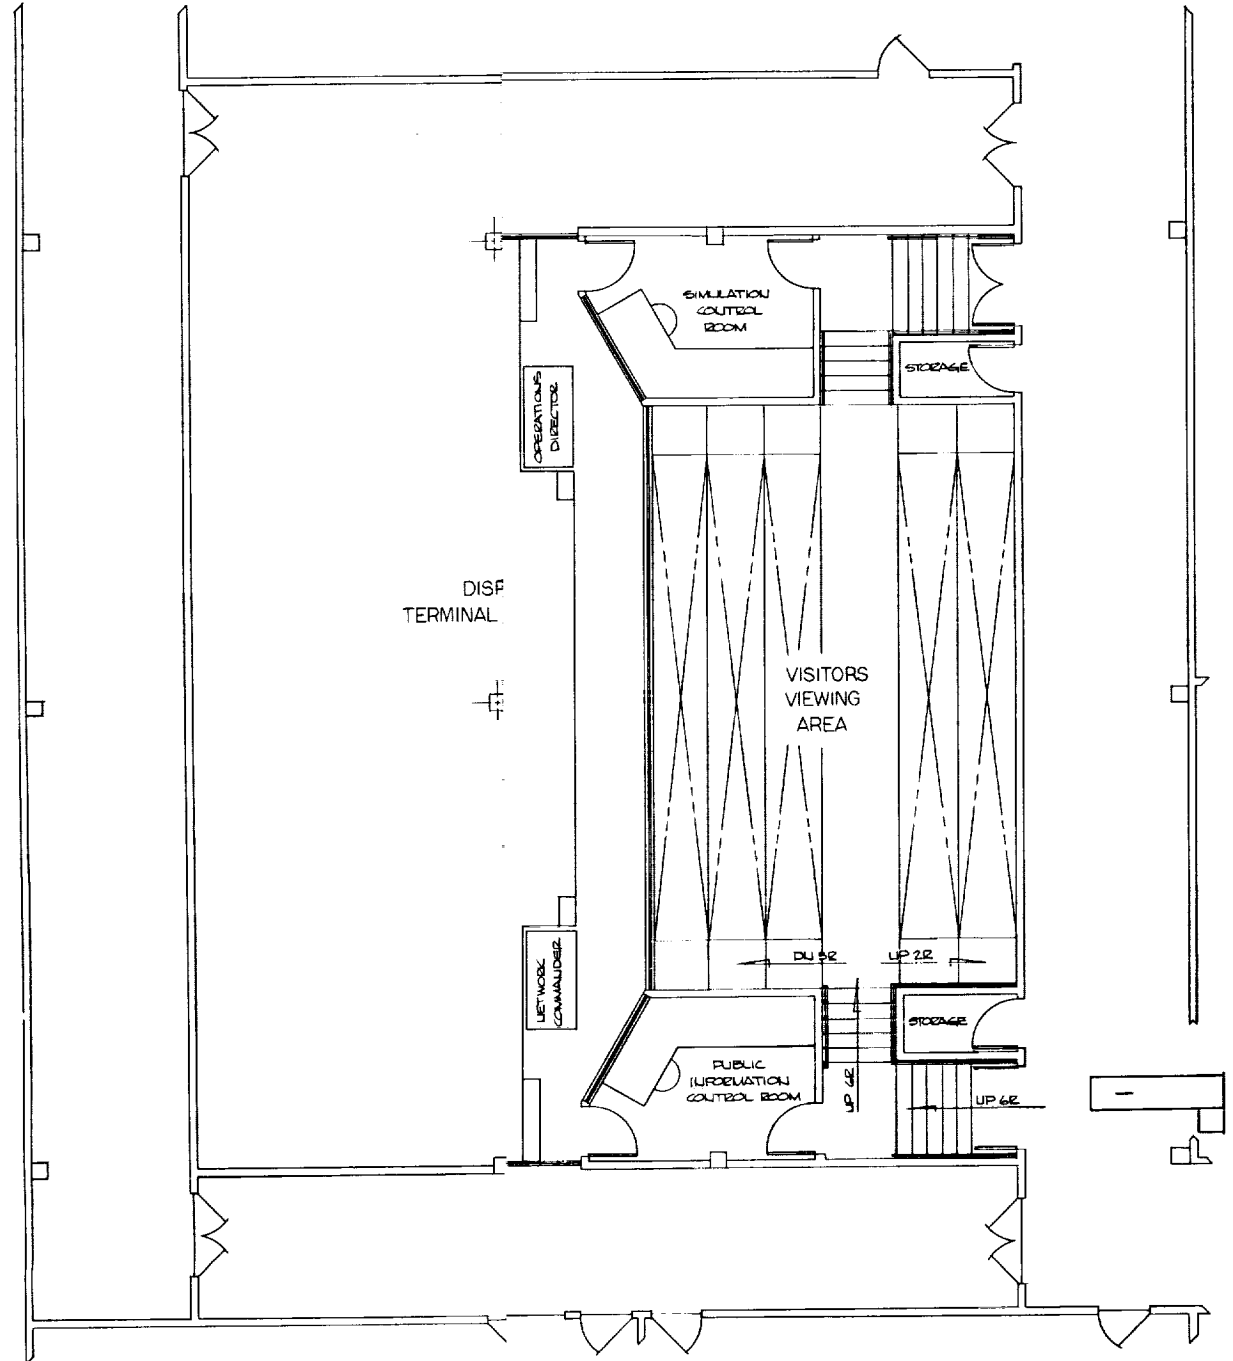 SIMULATION
CONTROL
ROOM
STORAGE
OPERATIONS
DIRECTOR
DISP
TERMINAL
VISITORS
VIEWING
AREA
DN 3R
UP 2R
NETWORK
COMMANDER
STORAGE
PUBLIC
INFORMATION
CONTROL ROOM
UP 6R
UP 6R